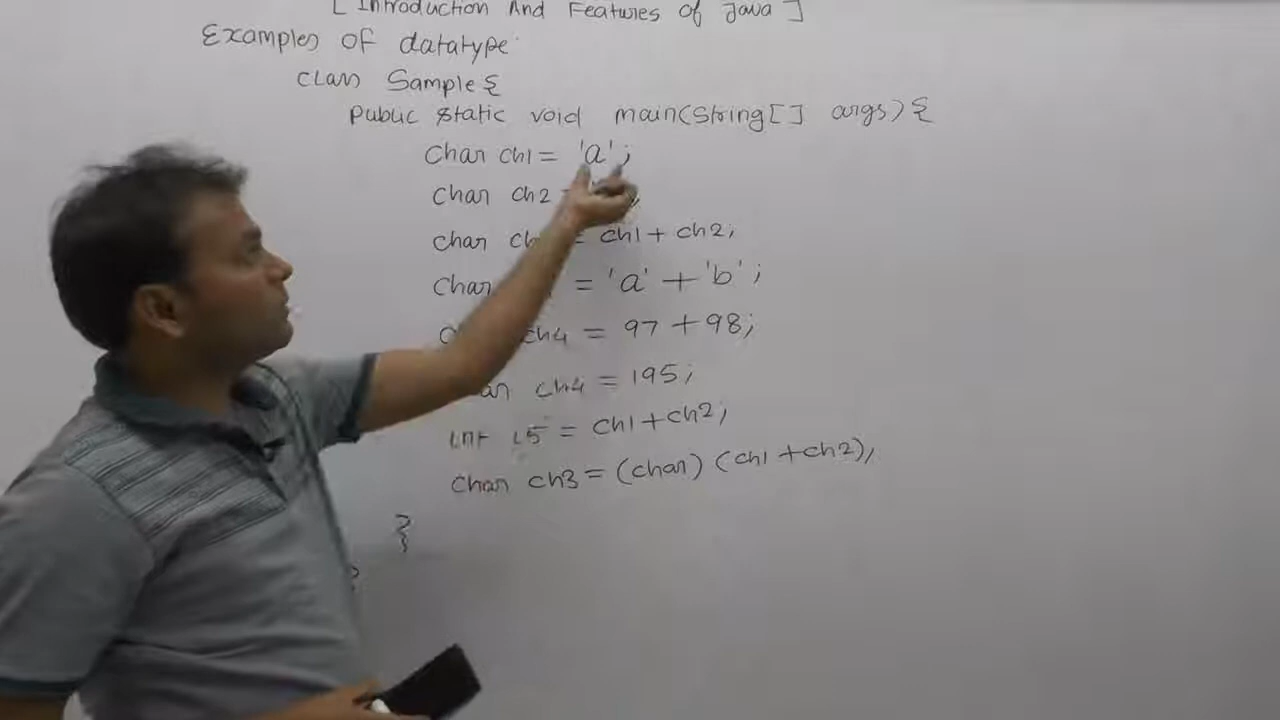 [ Introduction And Features of Java ]
Examples of datatype
class Sample {
public static void main(String[] args) {
char ch1 = 'a';
char ch2 =
char = ch1 + ch2;
char = 'a' + 'b';
ch4 = 97 + 98;
ch4 = 195;
int i5 = ch1 + ch2;
char ch3 = (char) (ch1 + ch2),
}